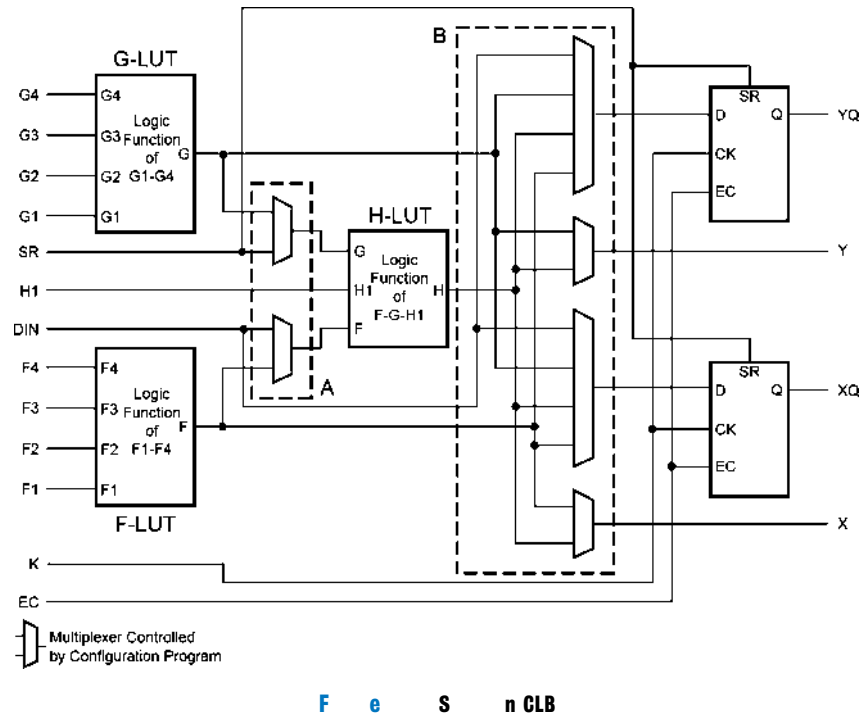 B
G-LUT
SR
G4 G4 Logic D Q YQ
G3 G3 Function
of G CK
G2 G2 G1-G4
EC
G1 G1 H-LUT
SR G Logic Y
Function
H1 H1 of H
F-G-H1
DIN F
F4 F4 Logic A SR
Function D Q XQ
F3 F3 of F
F2 F2 F1-F4 CK
F1 F1 EC
F-LUT X
K
EC
Multiplexer Controlled
by Configuration Program
F e S n CLB